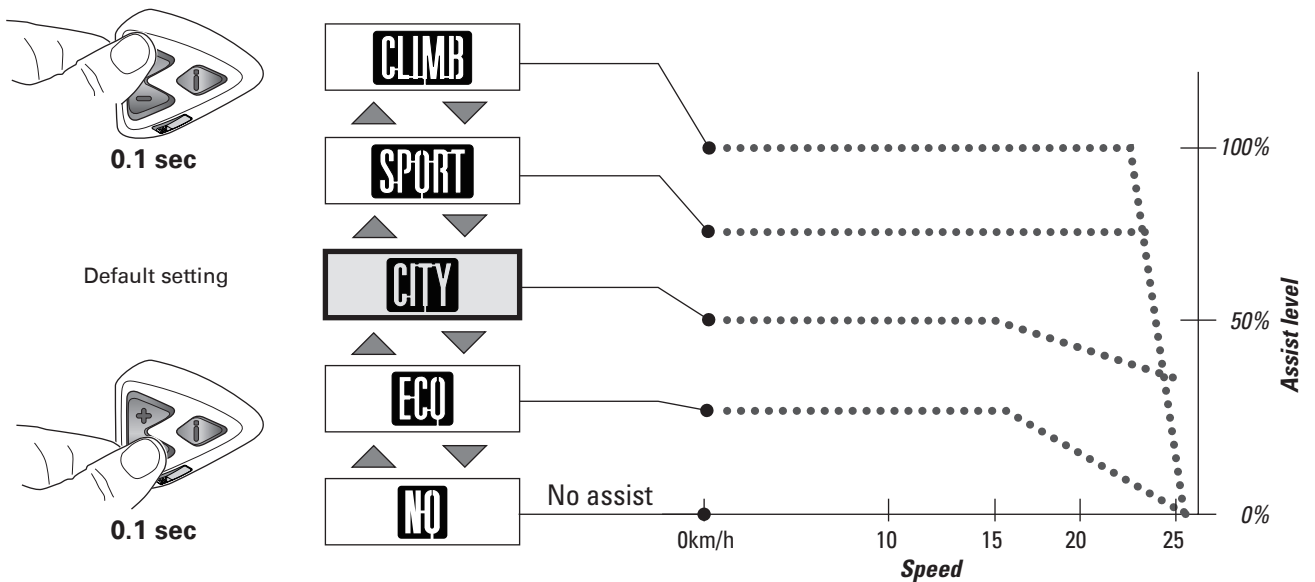 0.1 sec
Default setting
+
i
0.1 sec
−
i
CLIMB
SPORT
CITY
ECO
NO
No assist
100%
50%
0%
Assist level
0km/h 10 15 20 25
Speed